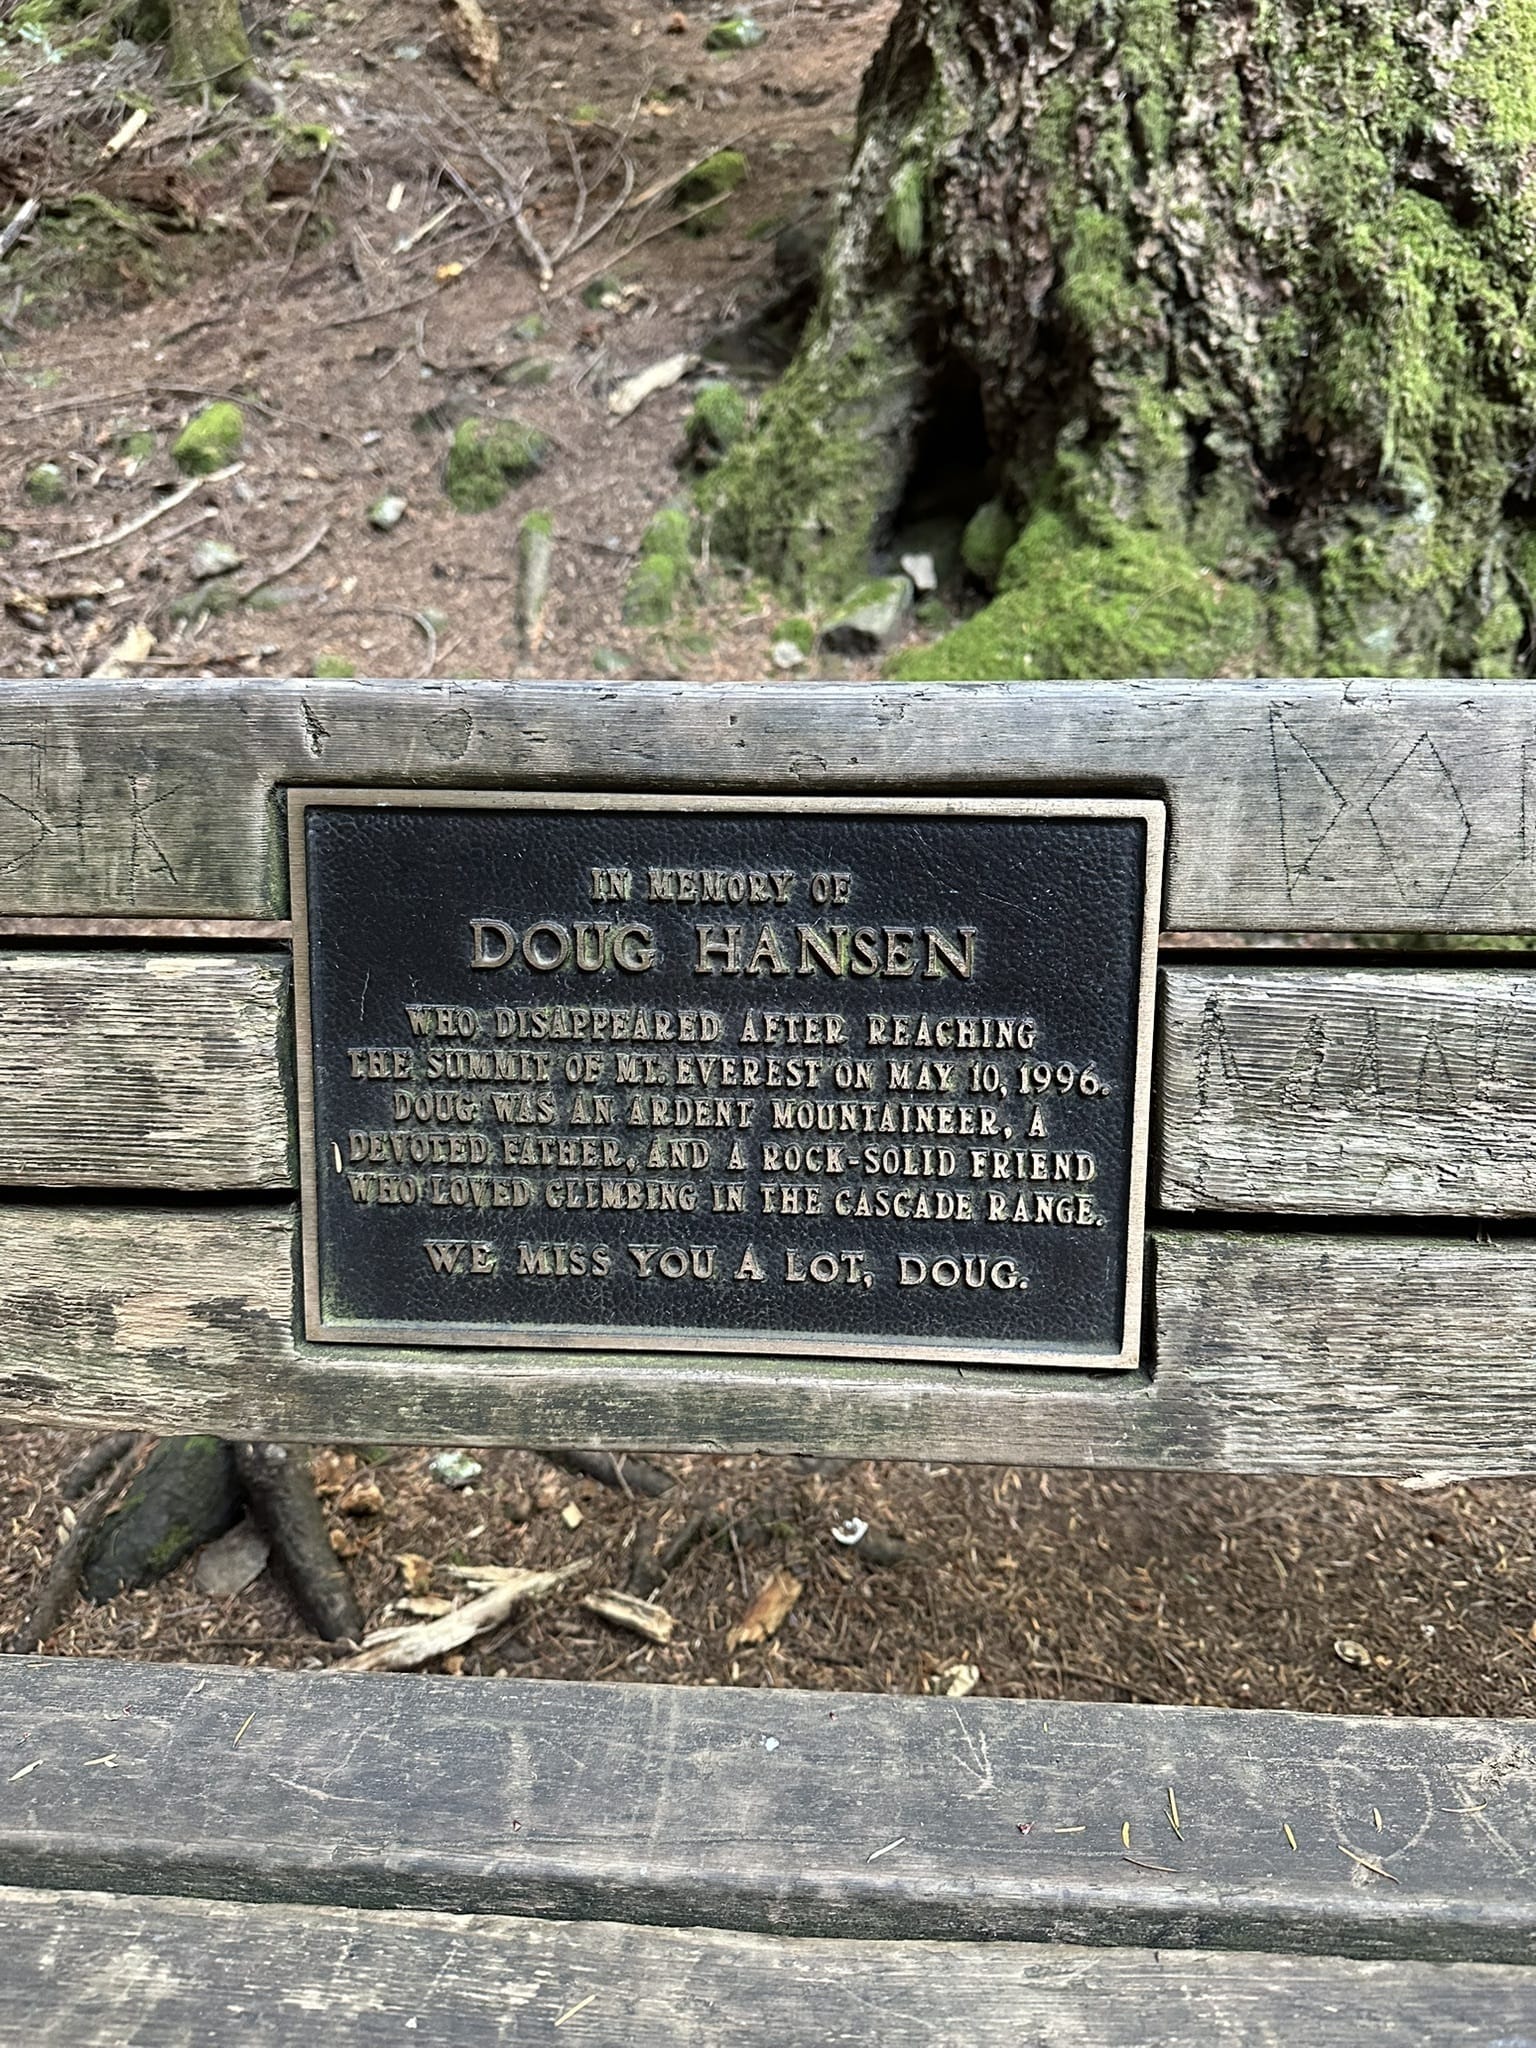 IN MEMORY OF
DOUG HANSEN
WHO DISAPPEARED AFTER REACHING
THE SUMMIT OF MT. EVEREST ON MAY 10, 1996.
DOUG WAS AN ARDENT MOUNTAINEER, A
DEVOTED FATHER, AND A ROCK-SOLID FRIEND
WHO LOVED CLIMBING IN THE CASCADE RANGE.
WE MISS YOU A LOT, DOUG.